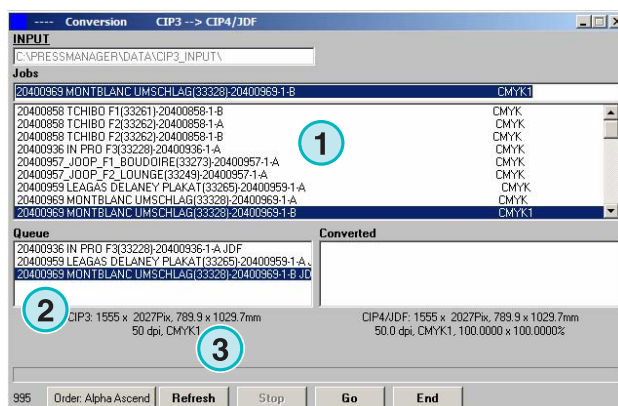 ---- Conversion CIP3 --> CIP4/JDF
INPUT
C:\PRESSMANAGER\DATA\CIP3_INPUT\
Jobs
20400969 MONTBLANC UMSCHLAG(33328)-20400969-1-B CMYK1
20400858 TCHIBO F1(33261)-20400858-1-B CMYK
20400858 TCHIBO F2(33262)-20400858-1-A CMYK
20400858 TCHIBO F2(33262)-20400858-1-B CMYK
20400936 IN PRO F3(33228)-20400936-1-A CMYK
20400957_JOOP_F1_BOUDOIRE(33273)-20400957-1-A CMYK
20400957_JOOP_F2_LOUNGE(33249)-20400957-1-A CMYK
20400959 LEAGAS DELANEY PLAKAT(33265)-20400959-1-A CMYK
20400969 MONTBLANC UMSCHLAG(33328)-20400969-1-A CMYK
20400969 MONTBLANC UMSCHLAG(33328)-20400969-1-B CMYK1
1
Queue Converted
20400936 IN PRO F3(33228)-20400936-1-A JDF
20400959 LEAGAS DELANEY PLAKAT(33265)-20400959-1-A J
20400969 MONTBLANC UMSCHLAG(33328)-20400969-1-B JD
2
CIP3: 1555 x 2027Pix, 789.9 x 1029.7mm CIP4/JDF: 1555 x 2027Pix, 789.9 x 1029.7mm
50 dpi, CMYK1 50.0 dpi, CMYK1, 100.0000 x 100.0000%
3
995 Order: Alpha Ascend Refresh Stop Go End